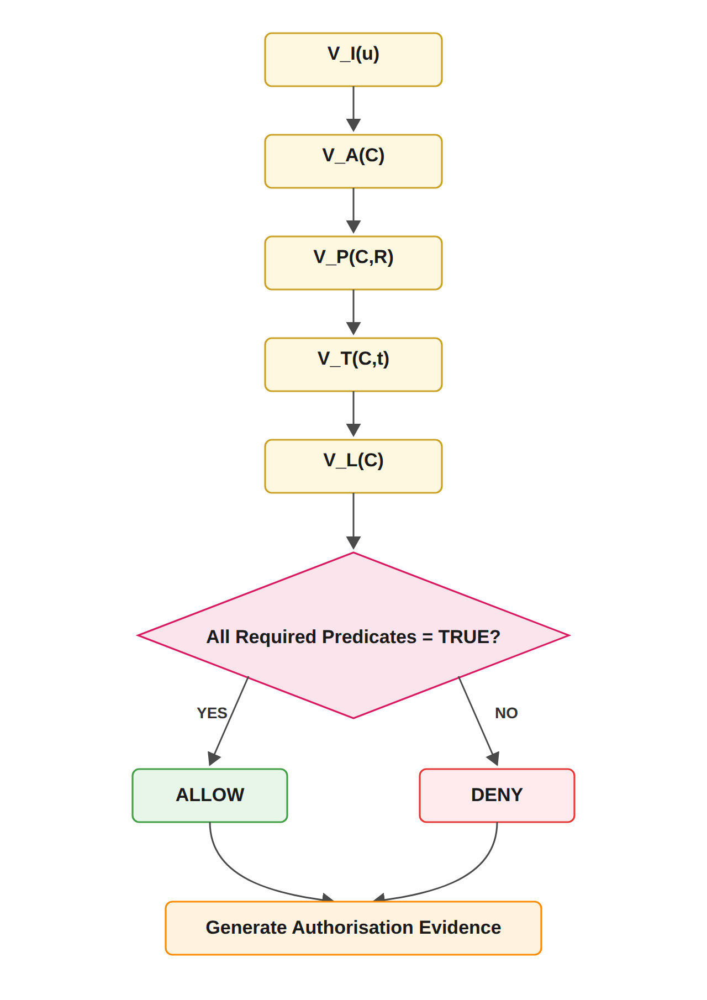 V_I(u)
V_A(C)
V_P(C,R)
V_T(C,t)
V_L(C)
All Required Predicates = TRUE?
YES
NO
ALLOW
DENY
Generate Authorisation Evidence